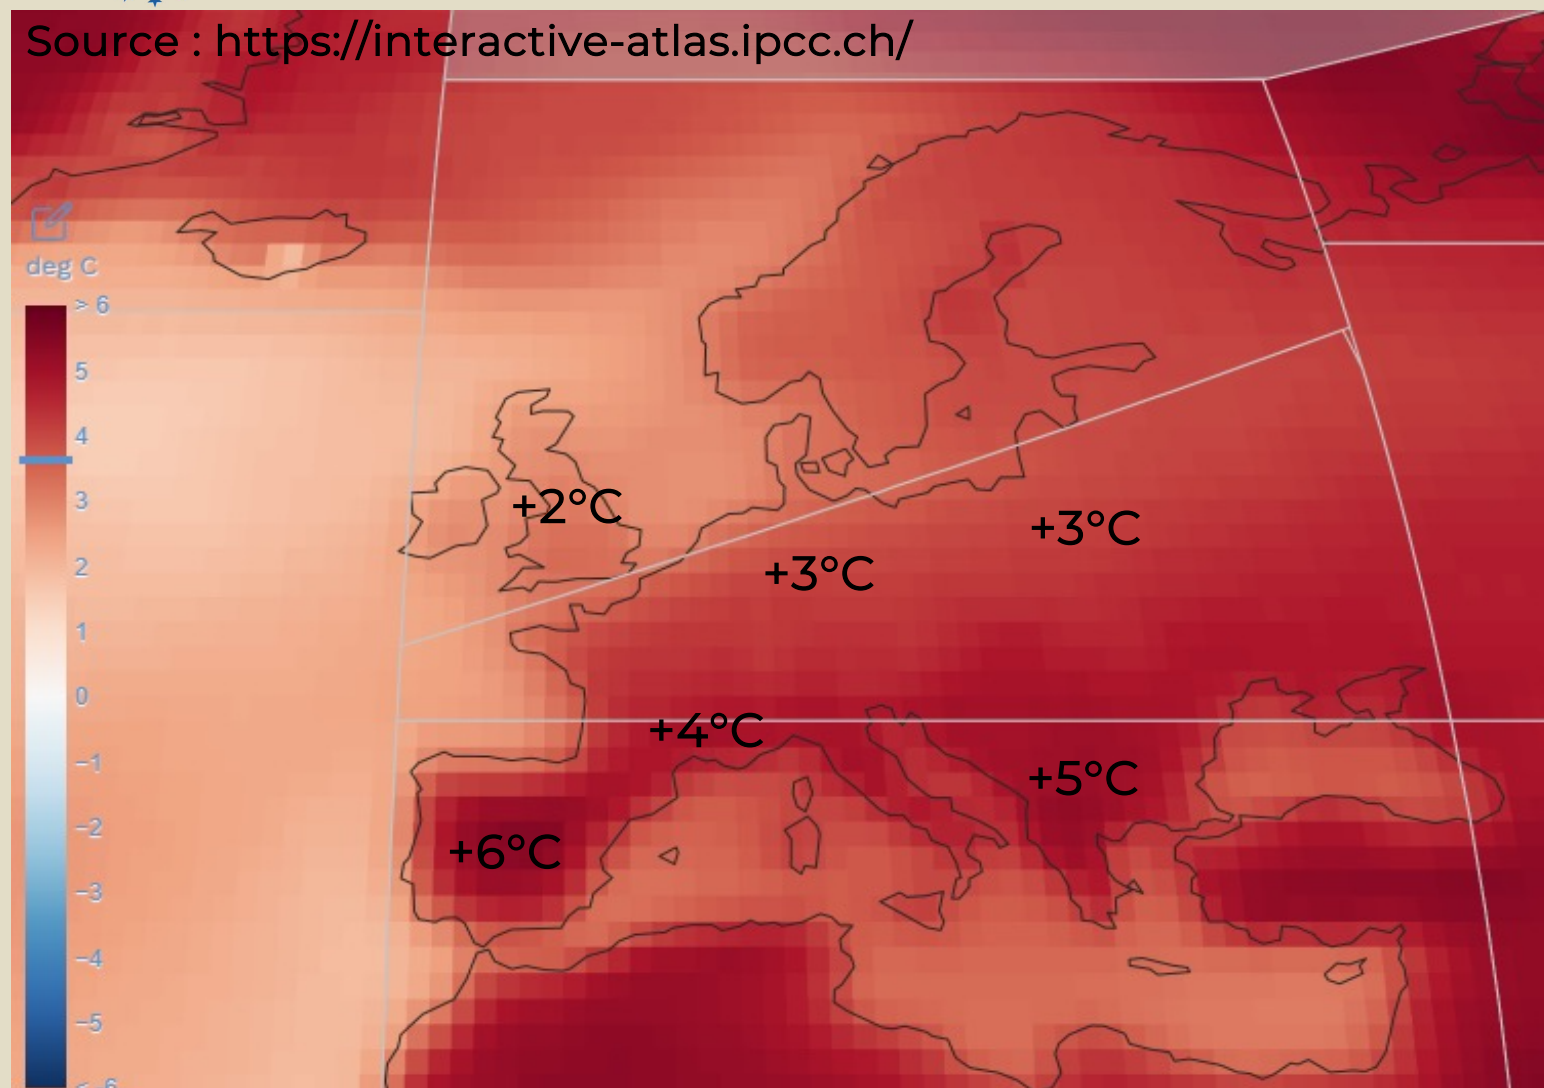 Source : https://interactive-atlas.ipcc.ch/
deg C
> 6
5
4
3
2
1
0
−1
−2
−3
−4
−5
+2°C
+3°C
+3°C
+4°C
+5°C
+6°C